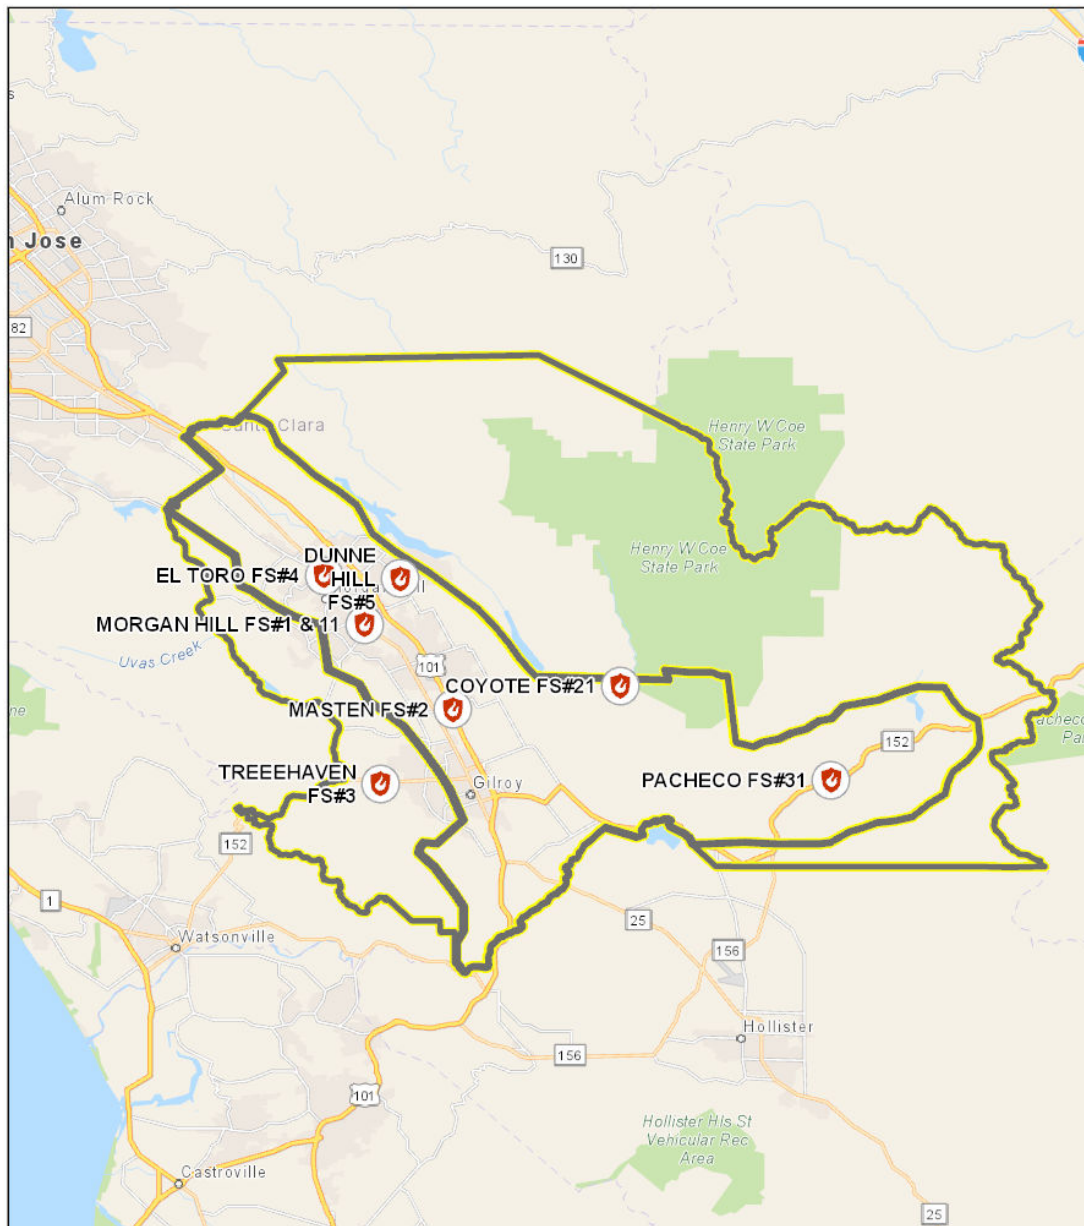 Alum Rock
n Jose
130
82
Santa Clara
Henry W Coe
State Park
Henry W Coe
State Park
DUNNE
HILL
FS#5
EL TORO FS#4
MORGAN HILL FS#1 & 11
Uvas Creek
101
COYOTE FS#21
MASTEN FS#2
152
TREEEHAVEN
FS#3
Gilroy
PACHECO FS#31
152
1
25
Watsonville
156
Hollister
156
101
Hollister Hls St
Vehicular Rec
Area
Castroville
25